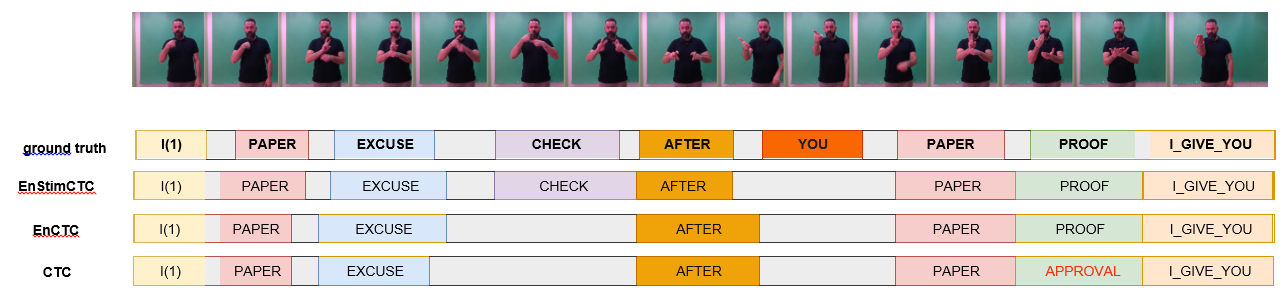 ground truth I(1) PAPER EXCUSE CHECK AFTER YOU PAPER PROOF I_GIVE_YOU
EnStimCTC I(1) PAPER EXCUSE CHECK AFTER PAPER PROOF I_GIVE_YOU
EnCTC I(1) PAPER EXCUSE AFTER PAPER PROOF I_GIVE_YOU
CTC I(1) PAPER EXCUSE AFTER PAPER APPROVAL I_GIVE_YOU